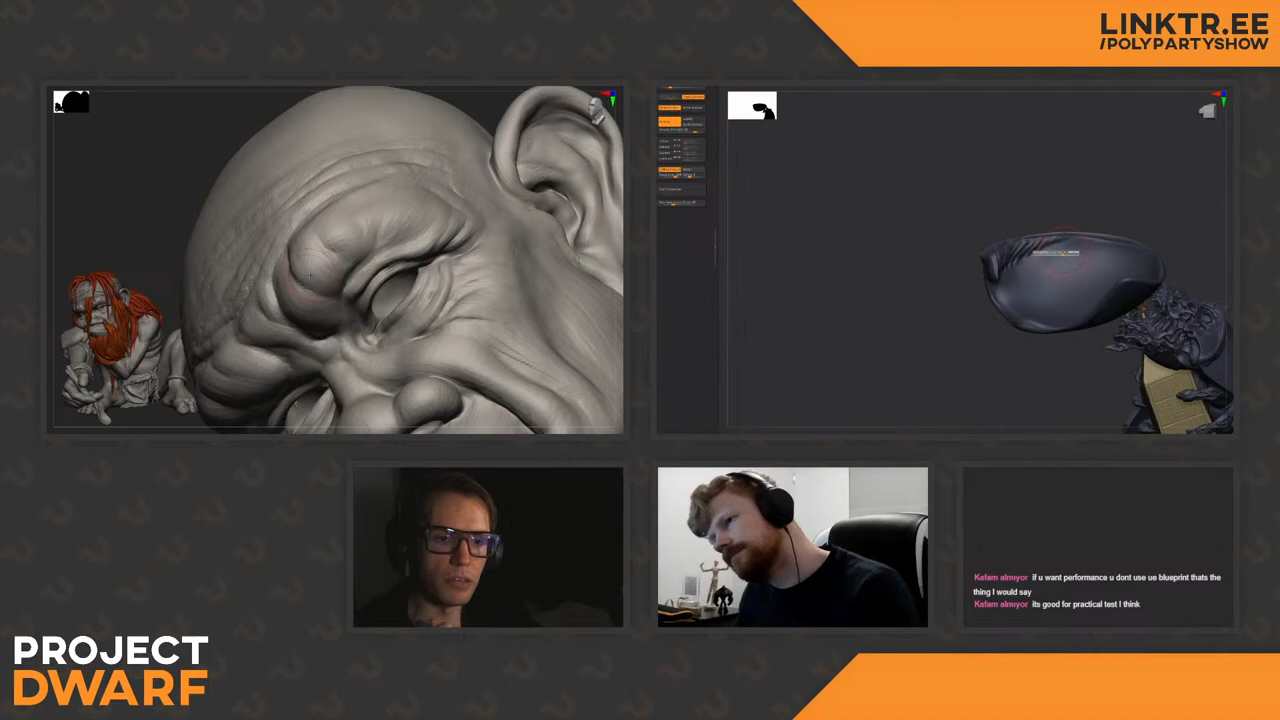 LINKTR.EE
/POLYPARTYSHOW
Kafam almıyor if u want performance u dont use ue blueprint thats the
thing I would say
Kafam almıyor its good for practical test I think
PROJECT
DWARF